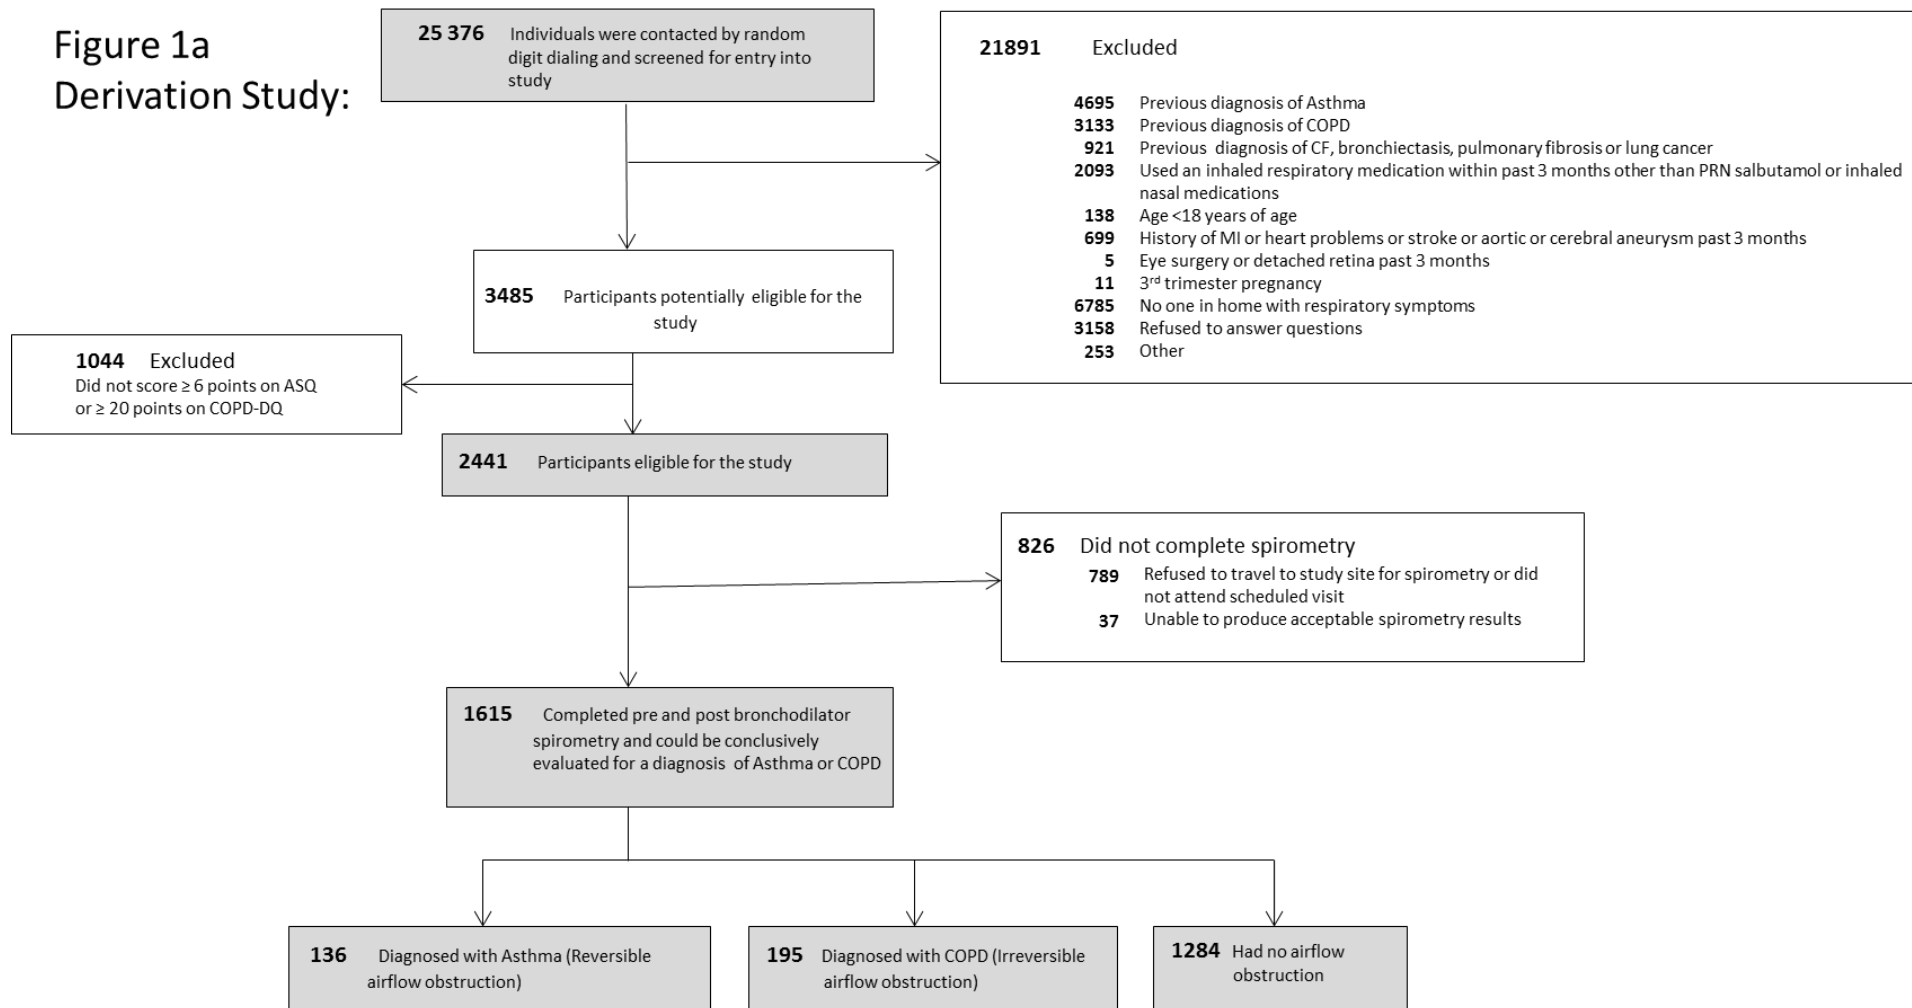 Figure 1a
Derivation Study:
25 376 Individuals were contacted by random
digit dialing and screened for entry into
study
21891 Excluded
4695 Previous diagnosis of Asthma
3133 Previous diagnosis of COPD
921 Previous diagnosis of CF, bronchiectasis, pulmonary fibrosis or lung cancer
2093 Used an inhaled respiratory medication within past 3 months other than PRN salbutamol or inhaled
nasal medications
138 Age <18 years of age
699 History of MI or heart problems or stroke or aortic or cerebral aneurysm past 3 months
5 Eye surgery or detached retina past 3 months
11 3rd trimester pregnancy
6785 No one in home with respiratory symptoms
3158 Refused to answer questions
253 Other
3485 Participants potentially eligible for the
study
1044 Excluded
Did not score ≥ 6 points on ASQ
or ≥ 20 points on COPD-DQ
2441 Participants eligible for the study
826 Did not complete spirometry
789 Refused to travel to study site for spirometry or did
not attend scheduled visit
37 Unable to produce acceptable spirometry results
1615 Completed pre and post bronchodilator
spirometry and could be conclusively
evaluated for a diagnosis of Asthma or COPD
136 Diagnosed with Asthma (Reversible
airflow obstruction)
195 Diagnosed with COPD (Irreversible
airflow obstruction)
1284 Had no airflow
obstruction